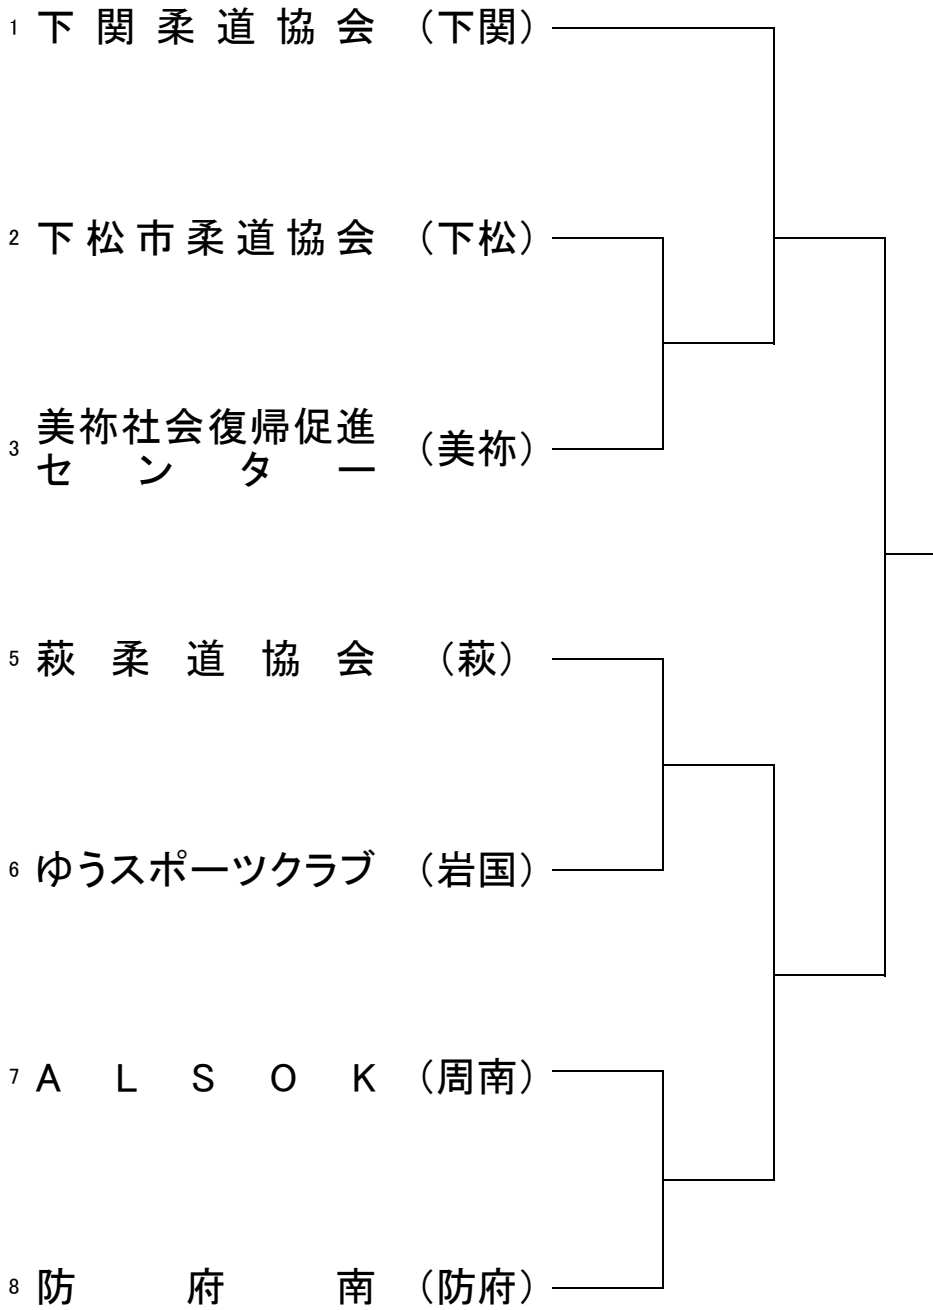 1 下関柔道協会 （下関）
2 下松市柔道協会 （下松）
3 美祢社会復帰促進
センター （美祢）
5 萩柔道協会 （萩）
6 ゆうスポーツクラブ （岩国）
7 ＡＬＳＯＫ （周南）
8 防府南 （防府）